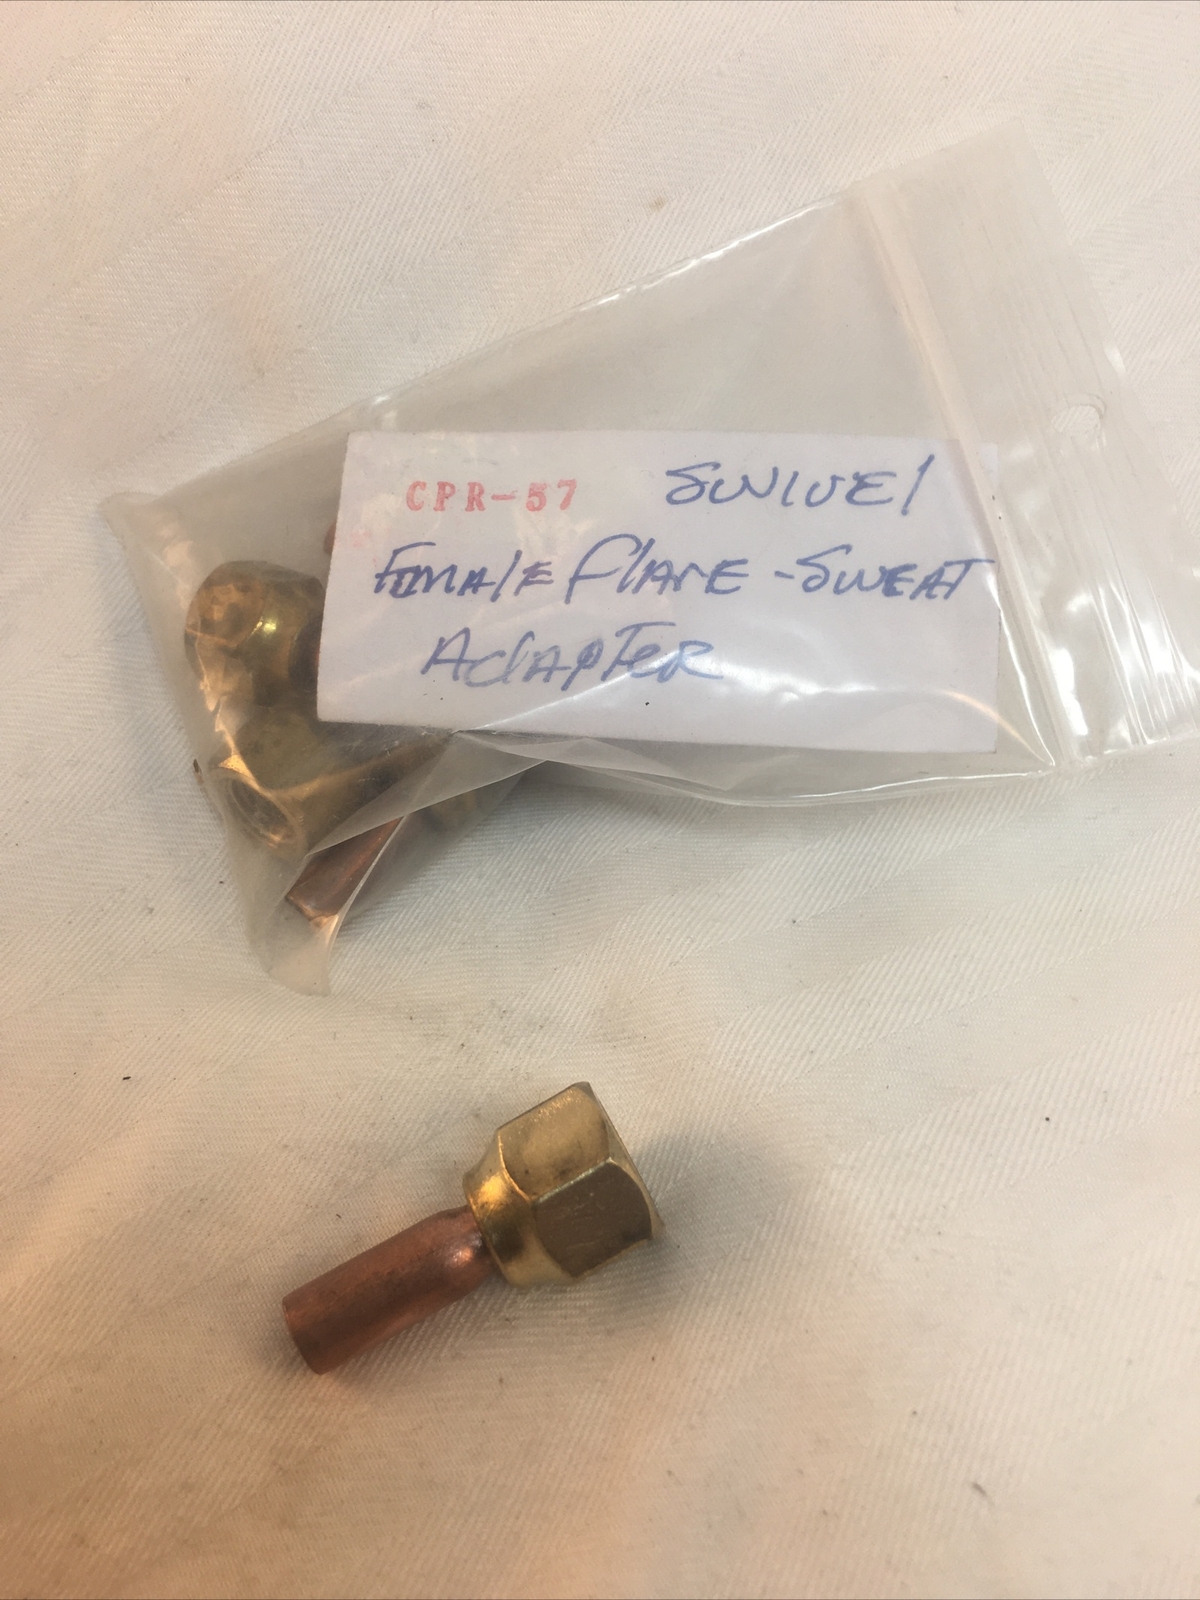 CPR-57 SWIVEl
FEMAlE FlARE - SWEAT
AdAPTER